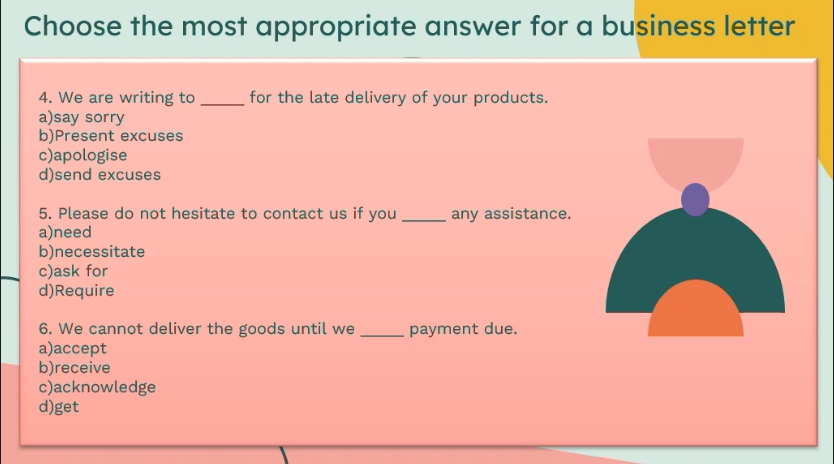 Choose the most appropriate answer for a business letter
4. We are writing to _____ for the late delivery of your products.
a)say sorry
b)Present excuses
c)apologise
d)send excuses
5. Please do not hesitate to contact us if you _____ any assistance.
a)need
b)necessitate
c)ask for
d)Require
6. We cannot deliver the goods until we _____ payment due.
a)accept
b)receive
c)acknowledge
d)get